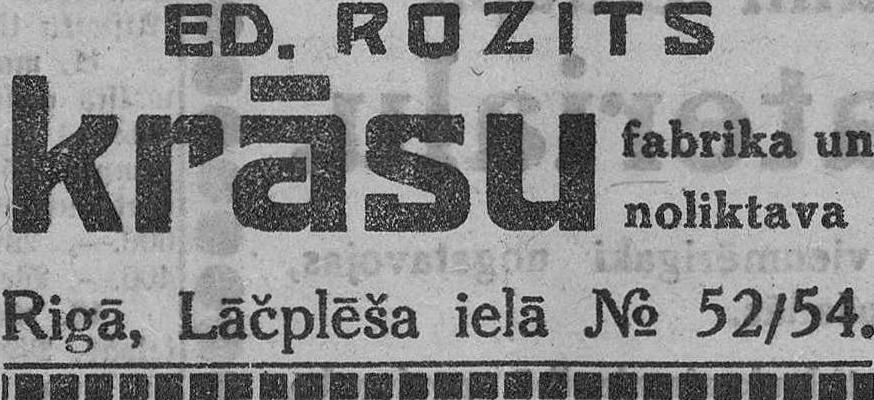 ED. ROZITS
krāsu fabrika un
noliktava
Rigā, Lāčplēša ielā № 52/54.